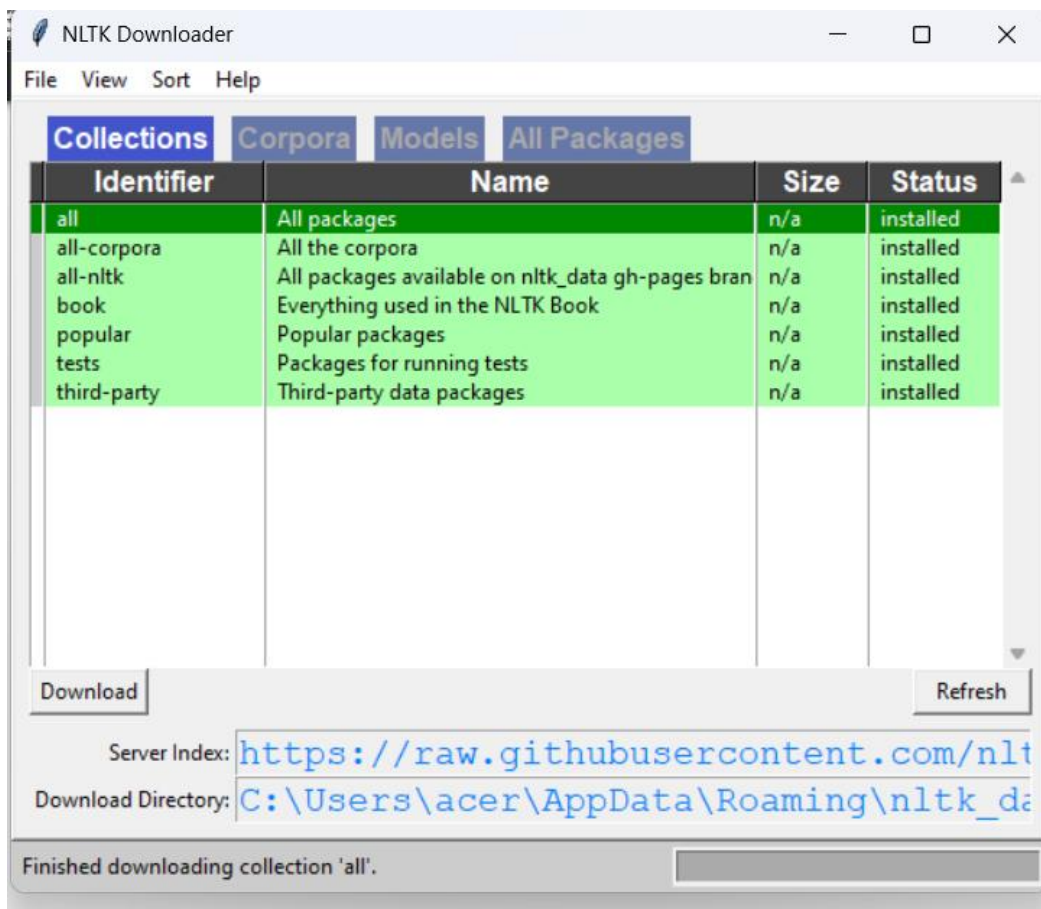 NLTK Downloader
File View Sort Help
Collections Corpora Models All Packages
Identifier Name Size Status
all All packages n/a installed
all-corpora All the corpora n/a installed
all-nltk All packages available on nltk_data gh-pages bran n/a installed
book Everything used in the NLTK Book n/a installed
popular Popular packages n/a installed
tests Packages for running tests n/a installed
third-party Third-party data packages n/a installed
Download Refresh
Server Index: https://raw.githubusercontent.com/nlt
Download Directory: C:\Users\acer\AppData\Roaming\nltk_da
Finished downloading collection 'all'.